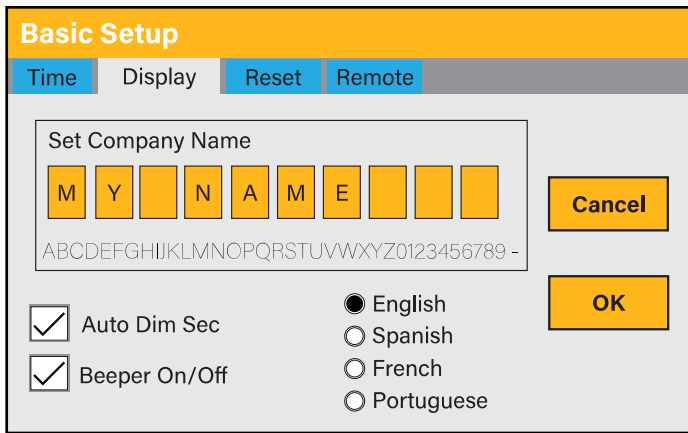 Basic Setup
Time Display Reset Remote
Set Company Name
M Y N A M E
ABCDEFGHIJKLMNOPQRSTUVWXYZ0123456789 -
Cancel
OK
Auto Dim Sec
Beeper On/Off
English
Spanish
French
Portuguese